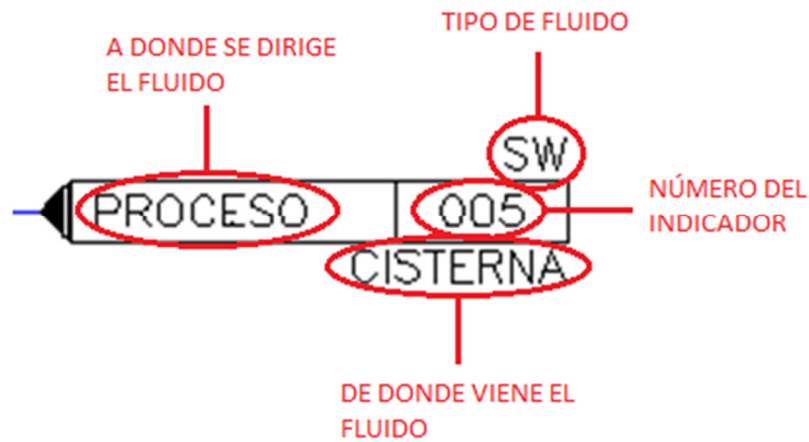 TIPO DE FLUIDO
A DONDE SE DIRIGE
EL FLUIDO
SW
PROCESO 005
NÚMERO DEL
INDICADOR
CISTERNA
DE DONDE VIENE EL
FLUIDO